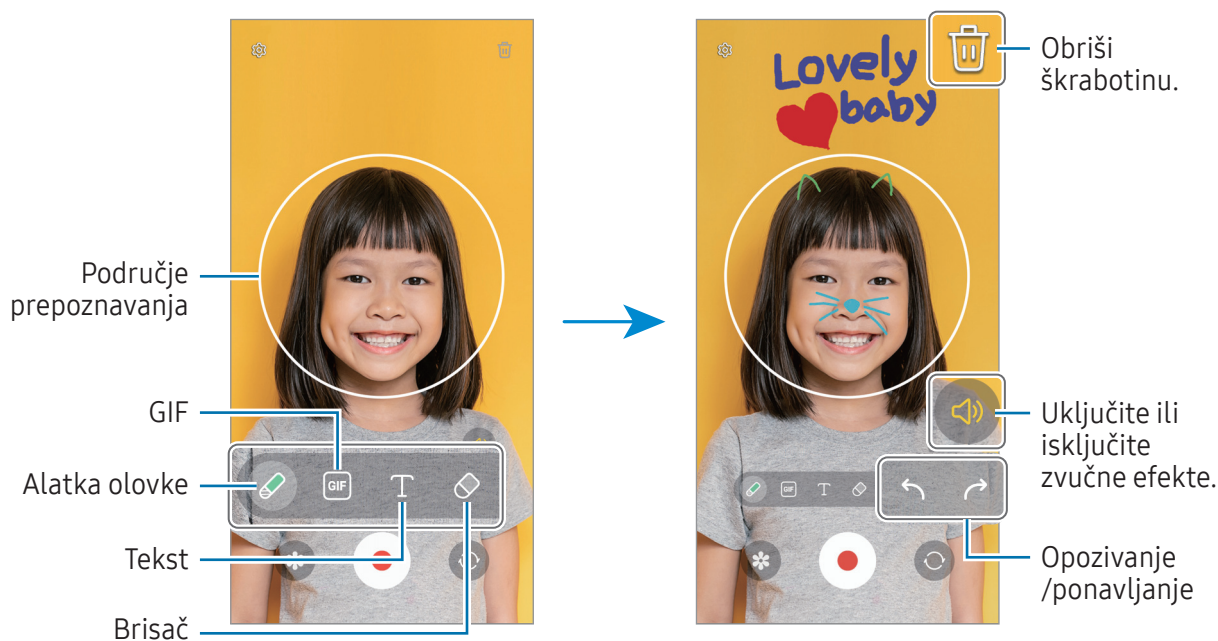 Lovely
baby
Obriši
škrabotinu.
Područje
prepoznavanja
GIF
Uključite ili
isključite
zvučne efekte.
Alatka olovke
GIF
T
GIF
T
Tekst
Opozivanje
/ponavljanje
Brisač